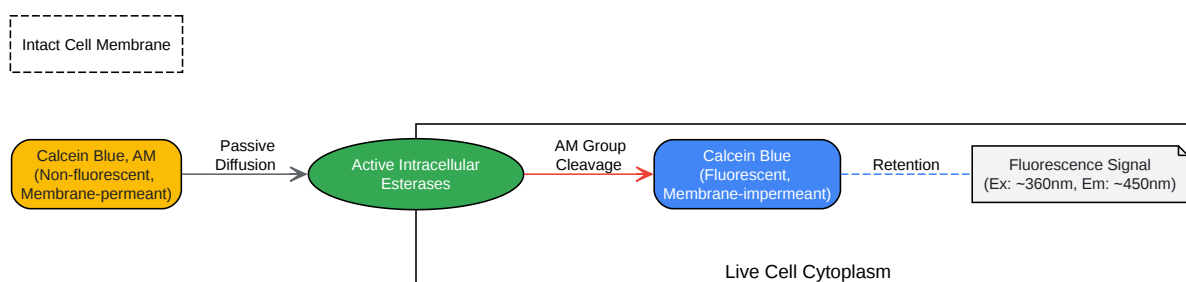 Intact Cell Membrane
Calcein Blue, AM
(Non-fluorescent,
Membrane-permeant)
Passive
Diffusion
Active Intracellular
Esterases
AM Group
Cleavage
Calcein Blue
(Fluorescent,
Membrane-impermeant)
Retention
Fluorescence Signal
(Ex: ~360nm, Em: ~450nm)
Live Cell Cytoplasm